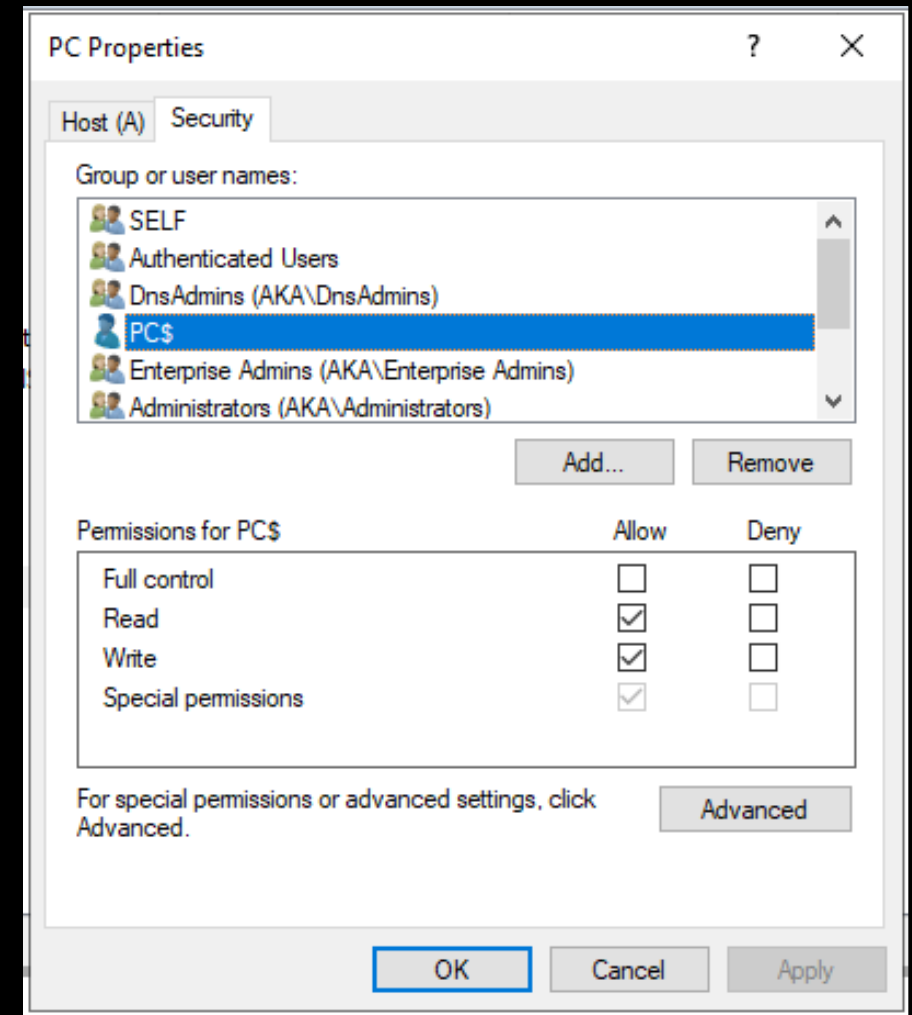 PC Properties
?
Host (A)
Security
Group or user names:
SELF
Authenticated Users
DnsAdmins (AKA\DnsAdmins)
PC$
Enterprise Admins (AKA\Enterprise Admins)
Administrators (AKA\Administrators)
Add...
Remove
Permissions for PC$
Allow
Deny
Full control
Read
Write
Special permissions
For special permissions or advanced settings, click
Advanced.
Advanced
OK
Cancel
Apply